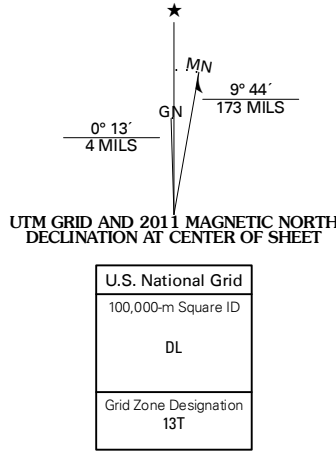 MN
GN
9° 44´
173 MILS
0° 13´
4 MILS
UTM GRID AND 2011 MAGNETIC NORTH
DECLINATION AT CENTER OF SHEET
U.S. National Grid
100,000-m Square ID
DL
Grid Zone Designation
13T